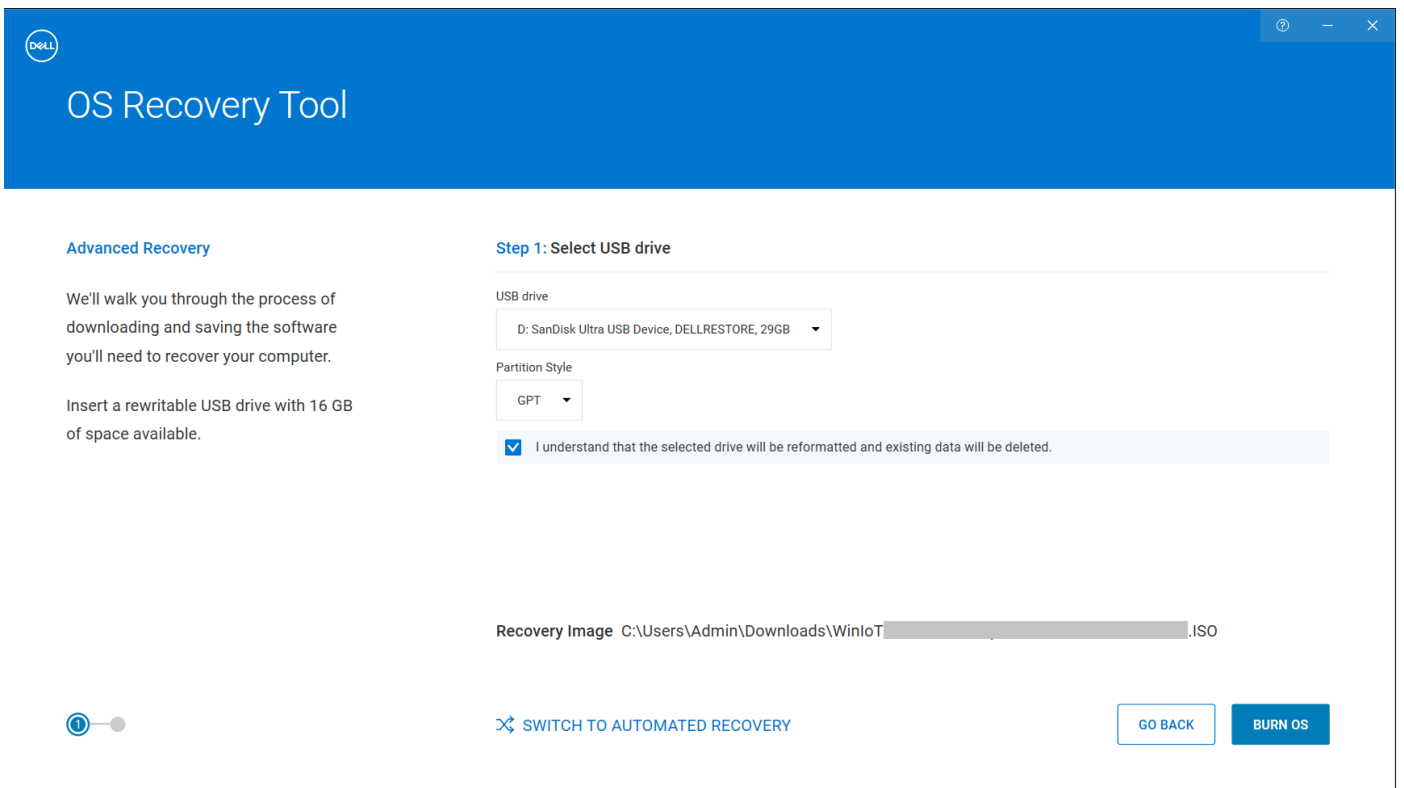 DELL
OS Recovery Tool
Advanced Recovery
We'll walk you through the process of
downloading and saving the software
you'll need to recover your computer.
Insert a rewritable USB drive with 16 GB
of space available.
Step 1: Select USB drive
USB drive
D: SanDisk Ultra USB Device, DELLRESTORE, 29GB
Partition Style
GPT
I understand that the selected drive will be reformatted and existing data will be deleted.
Recovery Image C:\Users\Admin\Downloads\WinIoT .ISO
1
SWITCH TO AUTOMATED RECOVERY
GO BACK
BURN OS